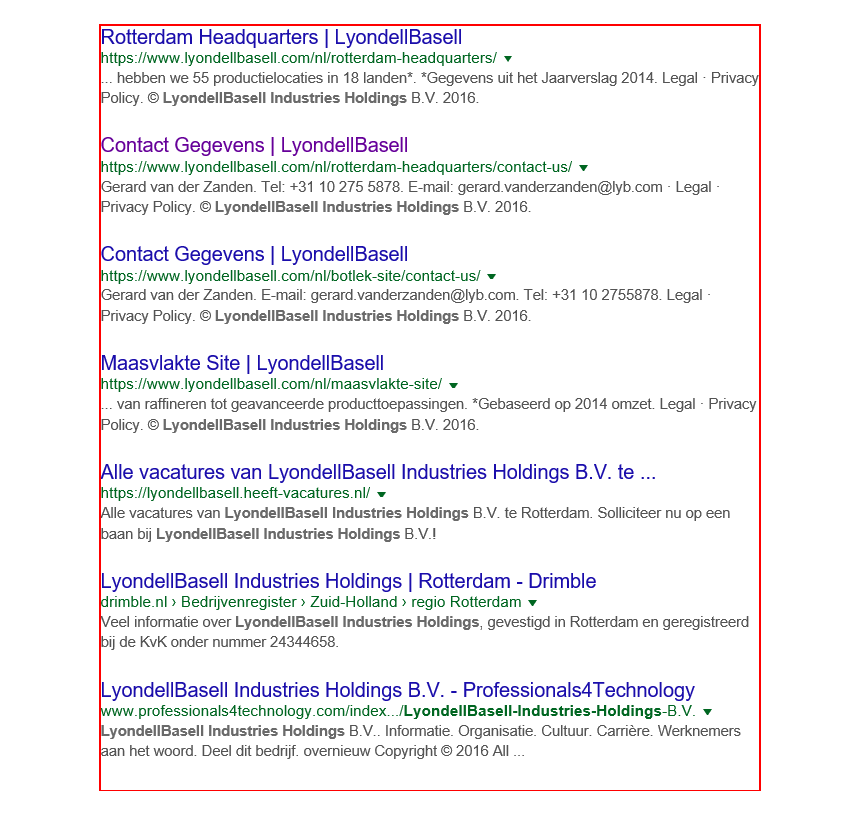 Rotterdam Headquarters | LyondellBasell
https://www.lyondellbasell.com/nl/rotterdam-headquarters/
... hebben we 55 productielocaties in 18 landen*. *Gegevens uit het Jaarverslag 2014. Legal · Privacy
Policy. © LyondellBasell Industries Holdings B.V. 2016.
Contact Gegevens | LyondellBasell
https://www.lyondellbasell.com/nl/rotterdam-headquarters/contact-us/
Gerard van der Zanden. Tel: +31 10 275 5878. E-mail: gerard.vanderzanden@lyb.com · Legal ·
Privacy Policy. © LyondellBasell Industries Holdings B.V. 2016.
Contact Gegevens | LyondellBasell
https://www.lyondellbasell.com/nl/botlek-site/contact-us/
Gerard van der Zanden. E-mail: gerard.vanderzanden@lyb.com. Tel: +31 10 2755878. Legal ·
Privacy Policy. © LyondellBasell Industries Holdings B.V. 2016.
Maasvlakte Site | LyondellBasell
https://www.lyondellbasell.com/nl/maasvlakte-site/
... van raffineren tot geavanceerde producttoepassingen. *Gebaseerd op 2014 omzet. Legal · Privacy
Policy. © LyondellBasell Industries Holdings B.V. 2016.
Alle vacatures van LyondellBasell Industries Holdings B.V. te ...
https://lyondellbasell.heeft-vacatures.nl/
Alle vacatures van LyondellBasell Industries Holdings B.V. te Rotterdam. Solliciteer nu op een
baan bij LyondellBasell Industries Holdings B.V.!
LyondellBasell Industries Holdings | Rotterdam - Drimble
drimble.nl › Bedrijvenregister › Zuid-Holland › regio Rotterdam
Veel informatie over LyondellBasell Industries Holdings, gevestigd in Rotterdam en geregistreerd
bij de KvK onder nummer 24344658.
LyondellBasell Industries Holdings B.V. - Professionals4Technology
www.professionals4technology.com/index.../LyondellBasell-Industries-Holdings-B.V.
LyondellBasell Industries Holdings B.V.. Informatie. Organisatie. Cultuur. Carrière. Werknemers
aan het woord. Deel dit bedrijf. overnieuw Copyright © 2016 All ...